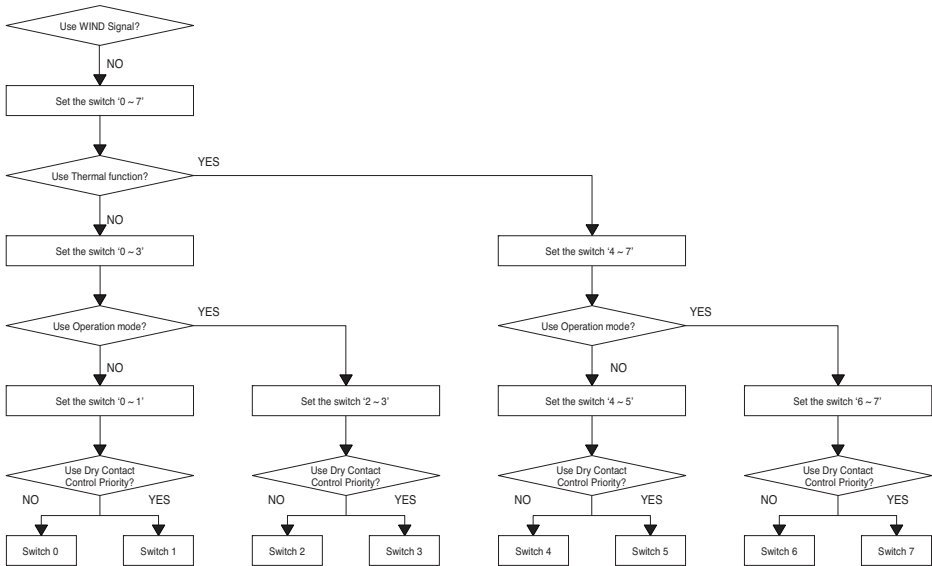 Use WIND Signal?
NO
Set the switch ‘0 ~ 7’
YES
Use Thermal function?
NO
Set the switch ‘0 ~ 3’
Set the switch ‘4 ~ 7’
YES
YES
Use Operation mode?
Use Operation mode?
NO
NO
Set the switch ‘0 ~ 1’
Set the switch ‘2 ~ 3’
Set the switch ‘4 ~ 5’
Set the switch ‘6 ~ 7’
Use Dry Contact
Control Priority?
Use Dry Contact
Control Priority?
Use Dry Contact
Control Priority?
Use Dry Contact
Control Priority?
NO
YES
NO
YES
NO
YES
NO
YES
Switch 0
Switch 1
Switch 2
Switch 3
Switch 4
Switch 5
Switch 6
Switch 7